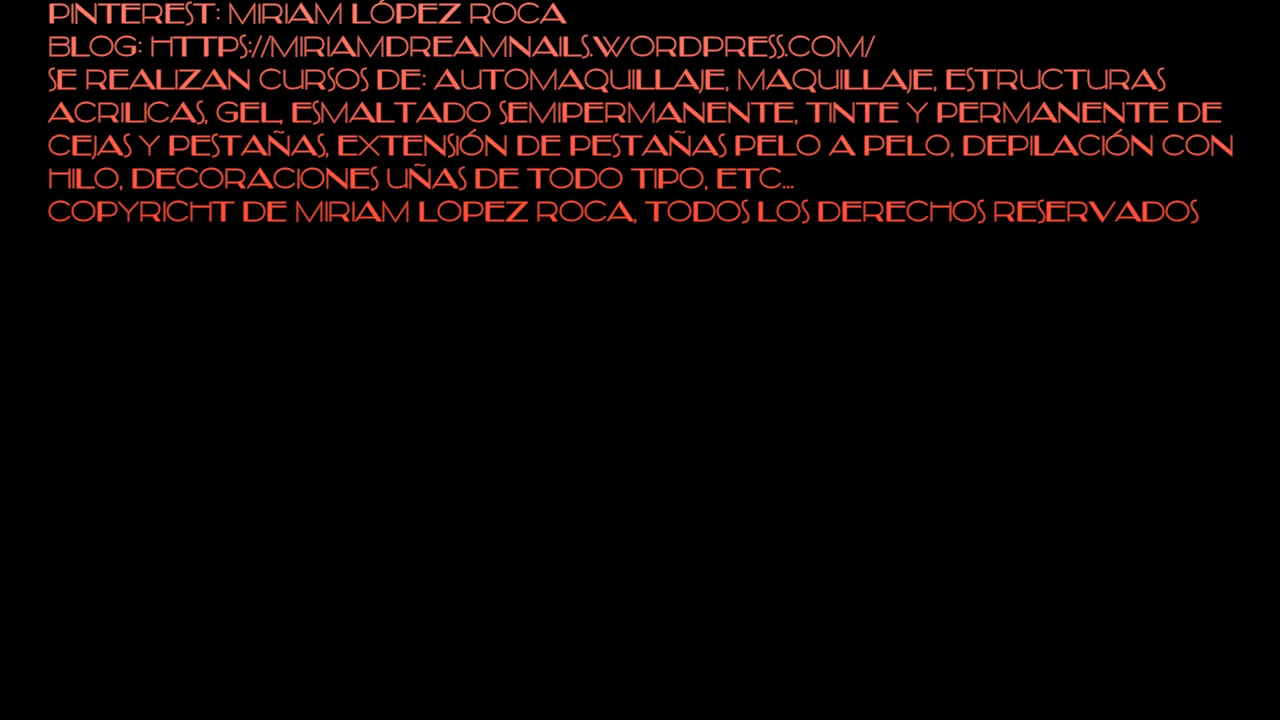 PINTEREST: MIRIAM LÓPEZ ROCA
BLOG: HTTPS://MIRIAMDREAMNAILS.WORDPRESS.COM/
SE REALIZAN CURSOS DE: AUTOMAQUILLAJE, MAQUILLAJE, ESTRUCTURAS
ACRILICAS, GEL, ESMALTADO SEMIPERMANENTE, TINTE Y PERMANENTE DE
CEJAS Y PESTAÑAS, EXTENSIÓN DE PESTAÑAS PELO A PELO, DEPILACIÓN CON
HILO, DECORACIONES UÑAS DE TODO TIPO, ETC...
COPYRICHT DE MIRIAM LOPEZ ROCA, TODOS LOS DERECHOS RESERVADOS